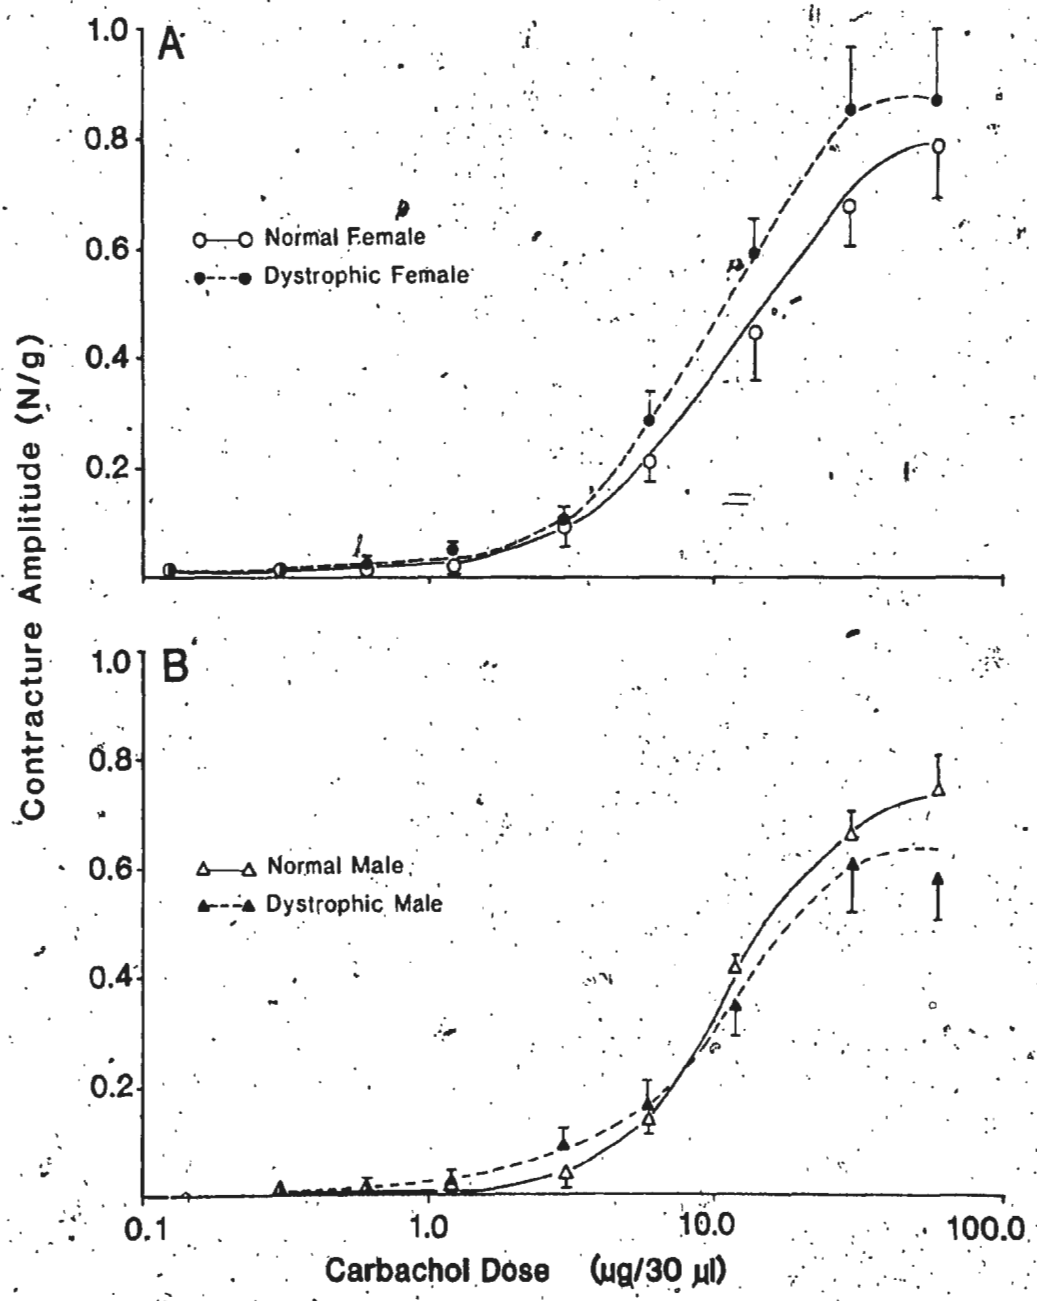 A
1.0
0.8
0.6
0.4
0.2
Normal Female
Dystrophic Female
Contracture Amplitude (N/g)
B
1.0
0.8
0.6
0.4
0.2
Normal Male
Dystrophic Male
0.1 1.0 10.0 100.0
Carbachol Dose (µg/30 µl)